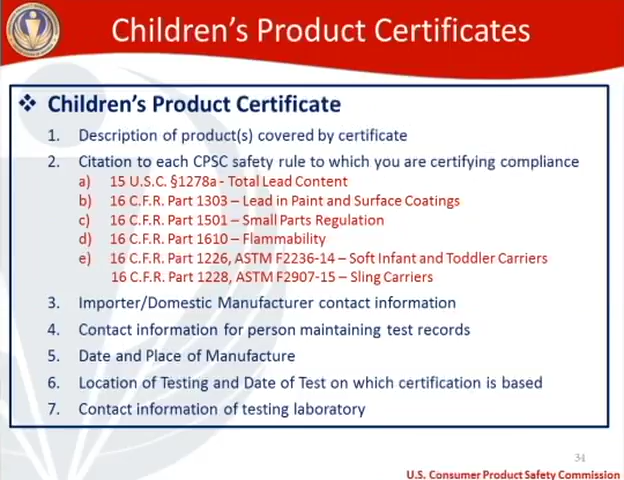 Children's Product Certificates
❖ Children's Product Certificate
1. Description of product(s) covered by certificate
2. Citation to each CPSC safety rule to which you are certifying compliance
a) 15 U.S.C. §1278a - Total Lead Content
b) 16 C.F.R. Part 1303 – Lead in Paint and Surface Coatings
c) 16 C.F.R. Part 1501 – Small Parts Regulation
d) 16 C.F.R. Part 1610 – Flammability
e) 16 C.F.R. Part 1226, ASTM F2236-14 – Soft Infant and Toddler Carriers
16 C.F.R. Part 1228, ASTM F2907-15 – Sling Carriers
3. Importer/Domestic Manufacturer contact information
4. Contact information for person maintaining test records
5. Date and Place of Manufacture
6. Location of Testing and Date of Test on which certification is based
7. Contact information of testing laboratory
34
U.S. Consumer Product Safety Commission